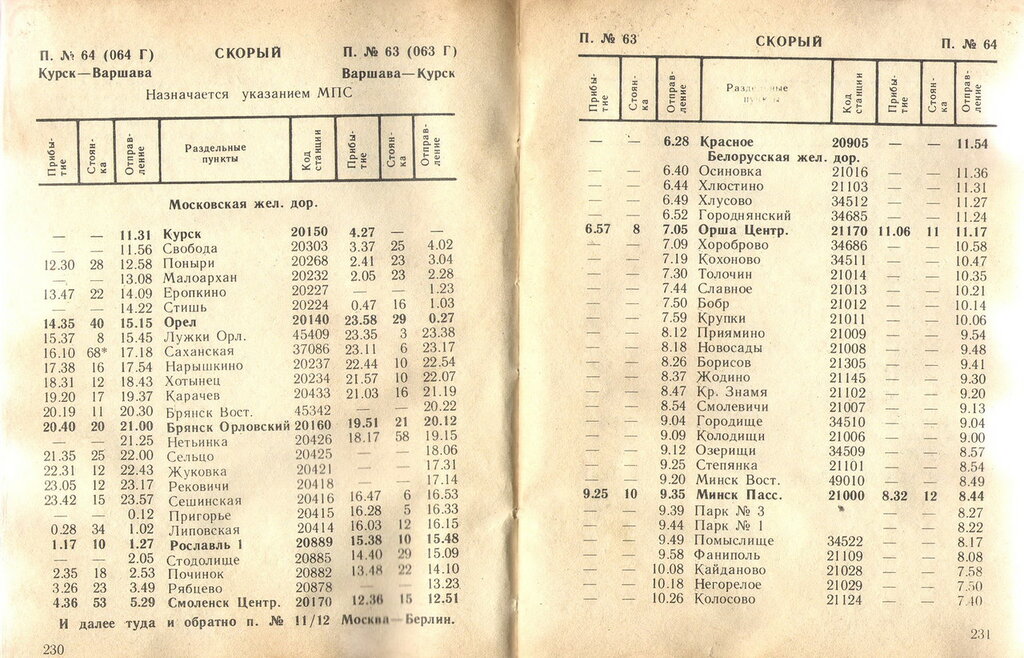 П. № 64 (064 Г) СКОРЫЙ П. № 63 (063 Г)
Курск—Варшава Варшава—Курск
Назначается указанием МПС
Прибытие Стоянка Отправление Раздельные пункты Код станции Прибытие Стоянка Отправление
Московская жел. дор.
— — 11.31 Курск 20150 4.27 — —
— — 11.56 Свобода 20303 3.37 25 4.02
12.30 28 12.58 Поныри 20268 2.41 23 3.04
— — 13.08 Малоархан 20232 2.05 23 2.28
13.47 22 14.09 Еропкино 20227 — — 1.23
— — 14.22 Стишь 20224 0.47 16 1.03
14.35 40 15.15 Орел 20140 23.58 29 0.27
15.37 8 15.45 Лужки Орл. 45409 23.35 3 23.38
16.10 68* 17.18 Саханская 37086 23.11 6 23.17
17.38 16 17.54 Нарышкино 20237 22.44 10 22.54
18.31 12 18.43 Хотынец 20234 21.57 10 22.07
19.20 17 19.37 Карачев 20433 21.03 16 21.19
20.19 11 20.30 Брянск Вост. 45342 — — 20.22
20.40 20 21.00 Брянск Орловский 20160 19.51 21 20.12
— — 21.25 Нетьинка 20426 18.17 58 19.15
21.35 25 22.00 Сельцо 20425 — — 18.06
22.31 12 22.43 Жуковка 20421 — — 17.31
23.05 12 23.17 Рековичи 20418 — — 17.14
23.42 15 23.57 Сешинская 20416 16.47 6 16.53
— — 0.12 Пригорье 20415 16.28 5 16.33
0.28 34 1.02 Липовская 20414 16.03 12 16.15
1.17 10 1.27 Рославль 1 20889 15.38 10 15.48
— — 2.05 Стодолище 20885 14.40 29 15.09
2.35 18 2.53 Починок 20882 13.48 22 14.10
3.26 23 3.49 Рябцево 20878 — — 13.23
4.36 53 5.29 Смоленск Центр. 20170 12.36 15 12.51
И далее туда и обратно п. № 11/12 Москва—Берлин.
230
П. № 63 СКОРЫЙ П. № 64
Прибытие Стоянка Отправление Раздельные пункты Код станции Прибытие Стоянка Отправление
— — 6.28 Красное 20905 — — 11.54
Белорусская жел. дор.
— — 6.40 Осиновка 21016 — — 11.36
— — 6.44 Хлюстино 21103 — — 11.31
— — 6.49 Хлусово 34512 — — 11.27
— — 6.52 Городнянский 34685 — — 11.24
6.57 8 7.05 Орша Центр. 21170 11.06 11 11.17
— — 7.09 Хороброво 34686 — — 10.58
— — 7.19 Коханово 34511 — — 10.47
— — 7.30 Толочин 21014 — — 10.35
— — 7.44 Славное 21013 — — 10.21
— — 7.50 Бобр 21012 — — 10.14
— — 7.59 Крупки 21011 — — 10.06
— — 8.12 Приямино 21009 — — 9.54
— — 8.18 Новосады 21008 — — 9.48
— — 8.26 Борисов 21305 — — 9.41
— — 8.37 Жодино 21145 — — 9.30
— — 8.47 Кр. Знамя 21102 — — 9.20
— — 8.54 Смолевичи 21007 — — 9.13
— — 9.04 Городище 34510 — — 9.04
— — 9.09 Колодищи 21006 — — 9.00
— — 9.12 Озерищи 34509 — — 8.57
— — 9.25 Степянка 21101 — — 8.54
— — 9.20 Минск Вост. 49010 — — 8.49
9.25 10 9.35 Минск Пасс. 21000 8.32 12 8.44
— — 9.39 Парк № 3 — 8.27
— — 9.44 Парк № 1 — — 8.22
— — 9.49 Помыслище 34522 — — 8.17
— — 9.58 Фаниполь 21109 — — 8.08
— — 10.08 Кайданово 21028 — — 7.58
— — 10.18 Негорелое 21029 — — 7.50
— — 10.26 Колосово 21124 — — 7.40
231